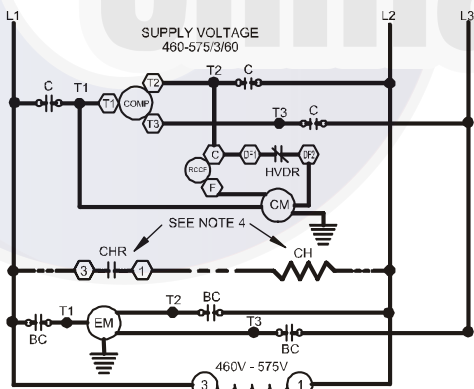 L1 L2 L3
SUPPLY VOLTAGE
460-575/3/60
C T1 T1 COMP T2 T2 C
T3 T3 C
C DF1 DF2
HVDR
RCCF
F
CM
SEE NOTE 4
CHR CH
3 1
T1 EM T2 BC
BC T3 BC
460V - 575V
3 1